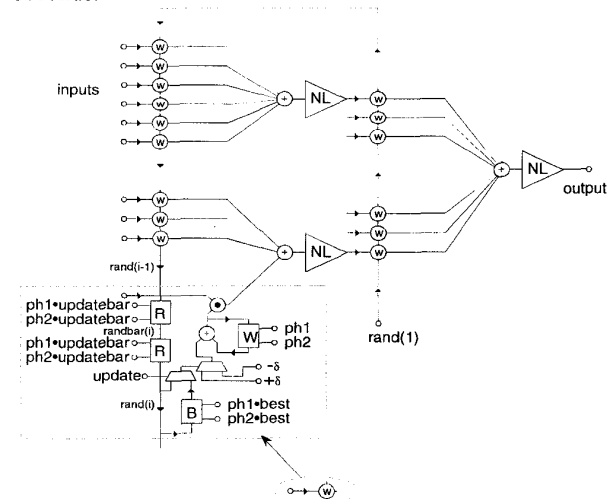 W
W
inputs
W
W
+
NL
W
W
W
W
W
+
NL
output
W
W
W
W
W
+
NL
W
W
rand(i-1)
ph1•updatebar
R
ph2•updatebar
+
W
ph1
ph2
rand(1)
randbar(i)
ph1•updatebar
R
ph2•updatebar
-δ
+δ
update
rand(i)
B
ph1•best
ph2•best
W